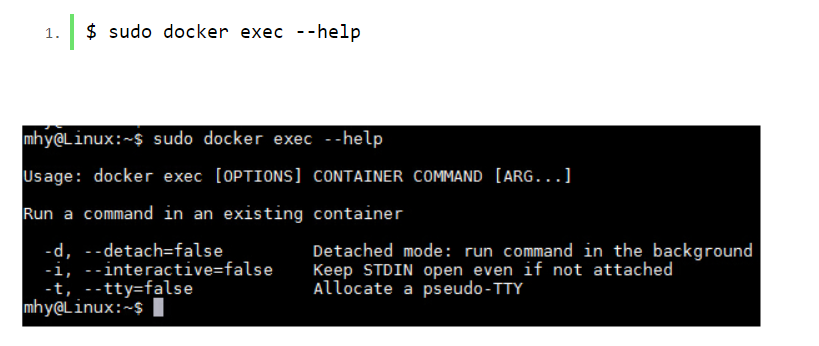 1. $ sudo docker exec --help
mhy@Linux:~$ sudo docker exec --help
Usage: docker exec [OPTIONS] CONTAINER COMMAND [ARG...]
Run a command in an existing container
-d, --detach=false Detached mode: run command in the background
-i, --interactive=false Keep STDIN open even if not attached
-t, --tty=false Allocate a pseudo-TTY
mhy@Linux:~$